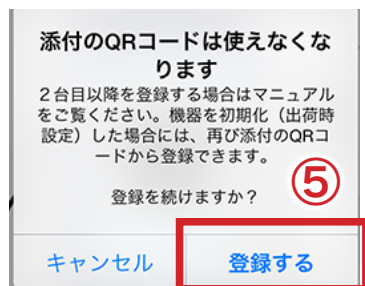 添付のQRコードは使えなくな
ります
2台目以降を登録する場合はマニュアル
をご覧ください。機器を初期化（出荷時
設定）した場合には、再び添付のQRコ
ードから登録できます。
登録を続けますか？
⑤
キャンセル
登録する